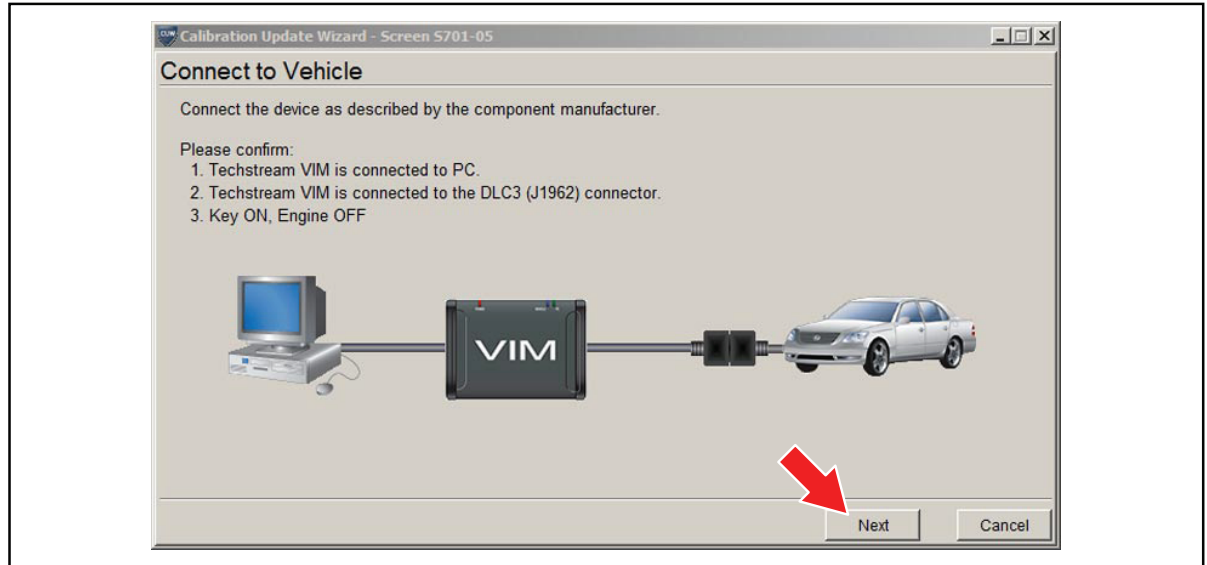 CUW Calibration Update Wizard - Screen S701-05
Connect to Vehicle
Connect the device as described by the component manufacturer.
Please confirm:
1. Techstream VIM is connected to PC.
2. Techstream VIM is connected to the DLC3 (J1962) connector.
3. Key ON, Engine OFF
VIM
Next Cancel